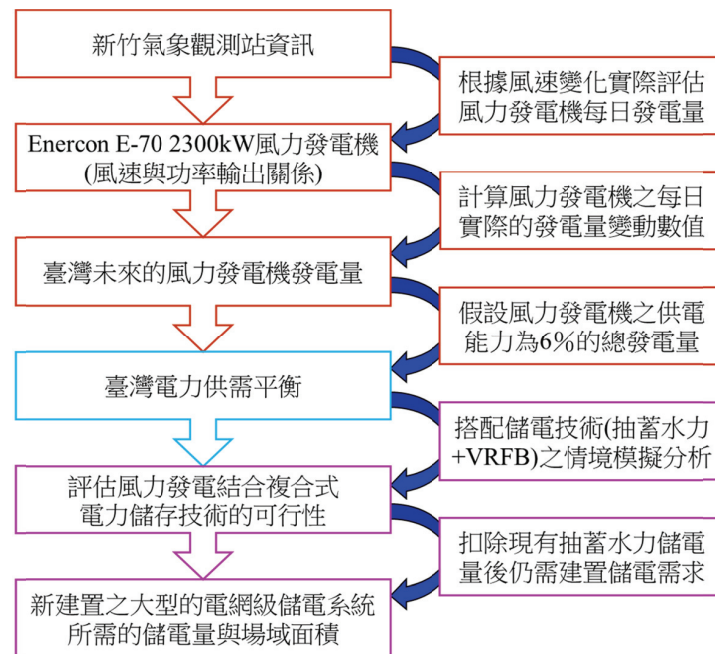 新竹氣象觀測站資訊
根據風速變化實際評估
風力發電機每日發電量
Enercon E-70 2300kW風力發電機
(風速與功率輸出關係)
計算風力發電機之每日
實際的發電量變動數值
臺灣未來的風力發電機發電量
假設風力發電機之供電
能力為6%的總發電量
臺灣電力供需平衡
搭配儲電技術(抽蓄水力
+VRFB)之情境模擬分析
評估風力發電結合複合式
電力儲存技術的可行性
扣除現有抽蓄水力儲電
量後仍需建置儲電需求
新建置之大型的電網級儲電系統
所需的儲電量與場域面積